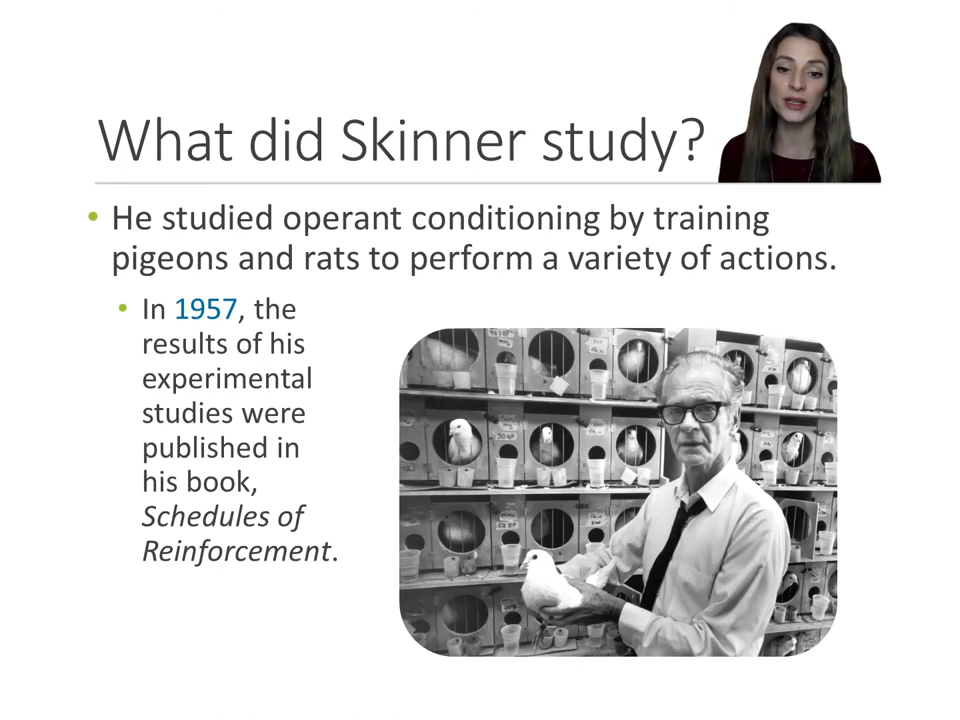 What did Skinner study?
• He studied operant conditioning by training
pigeons and rats to perform a variety of actions.
• In 1957, the
results of his
experimental
studies were
published in
his book,
Schedules of
Reinforcement.